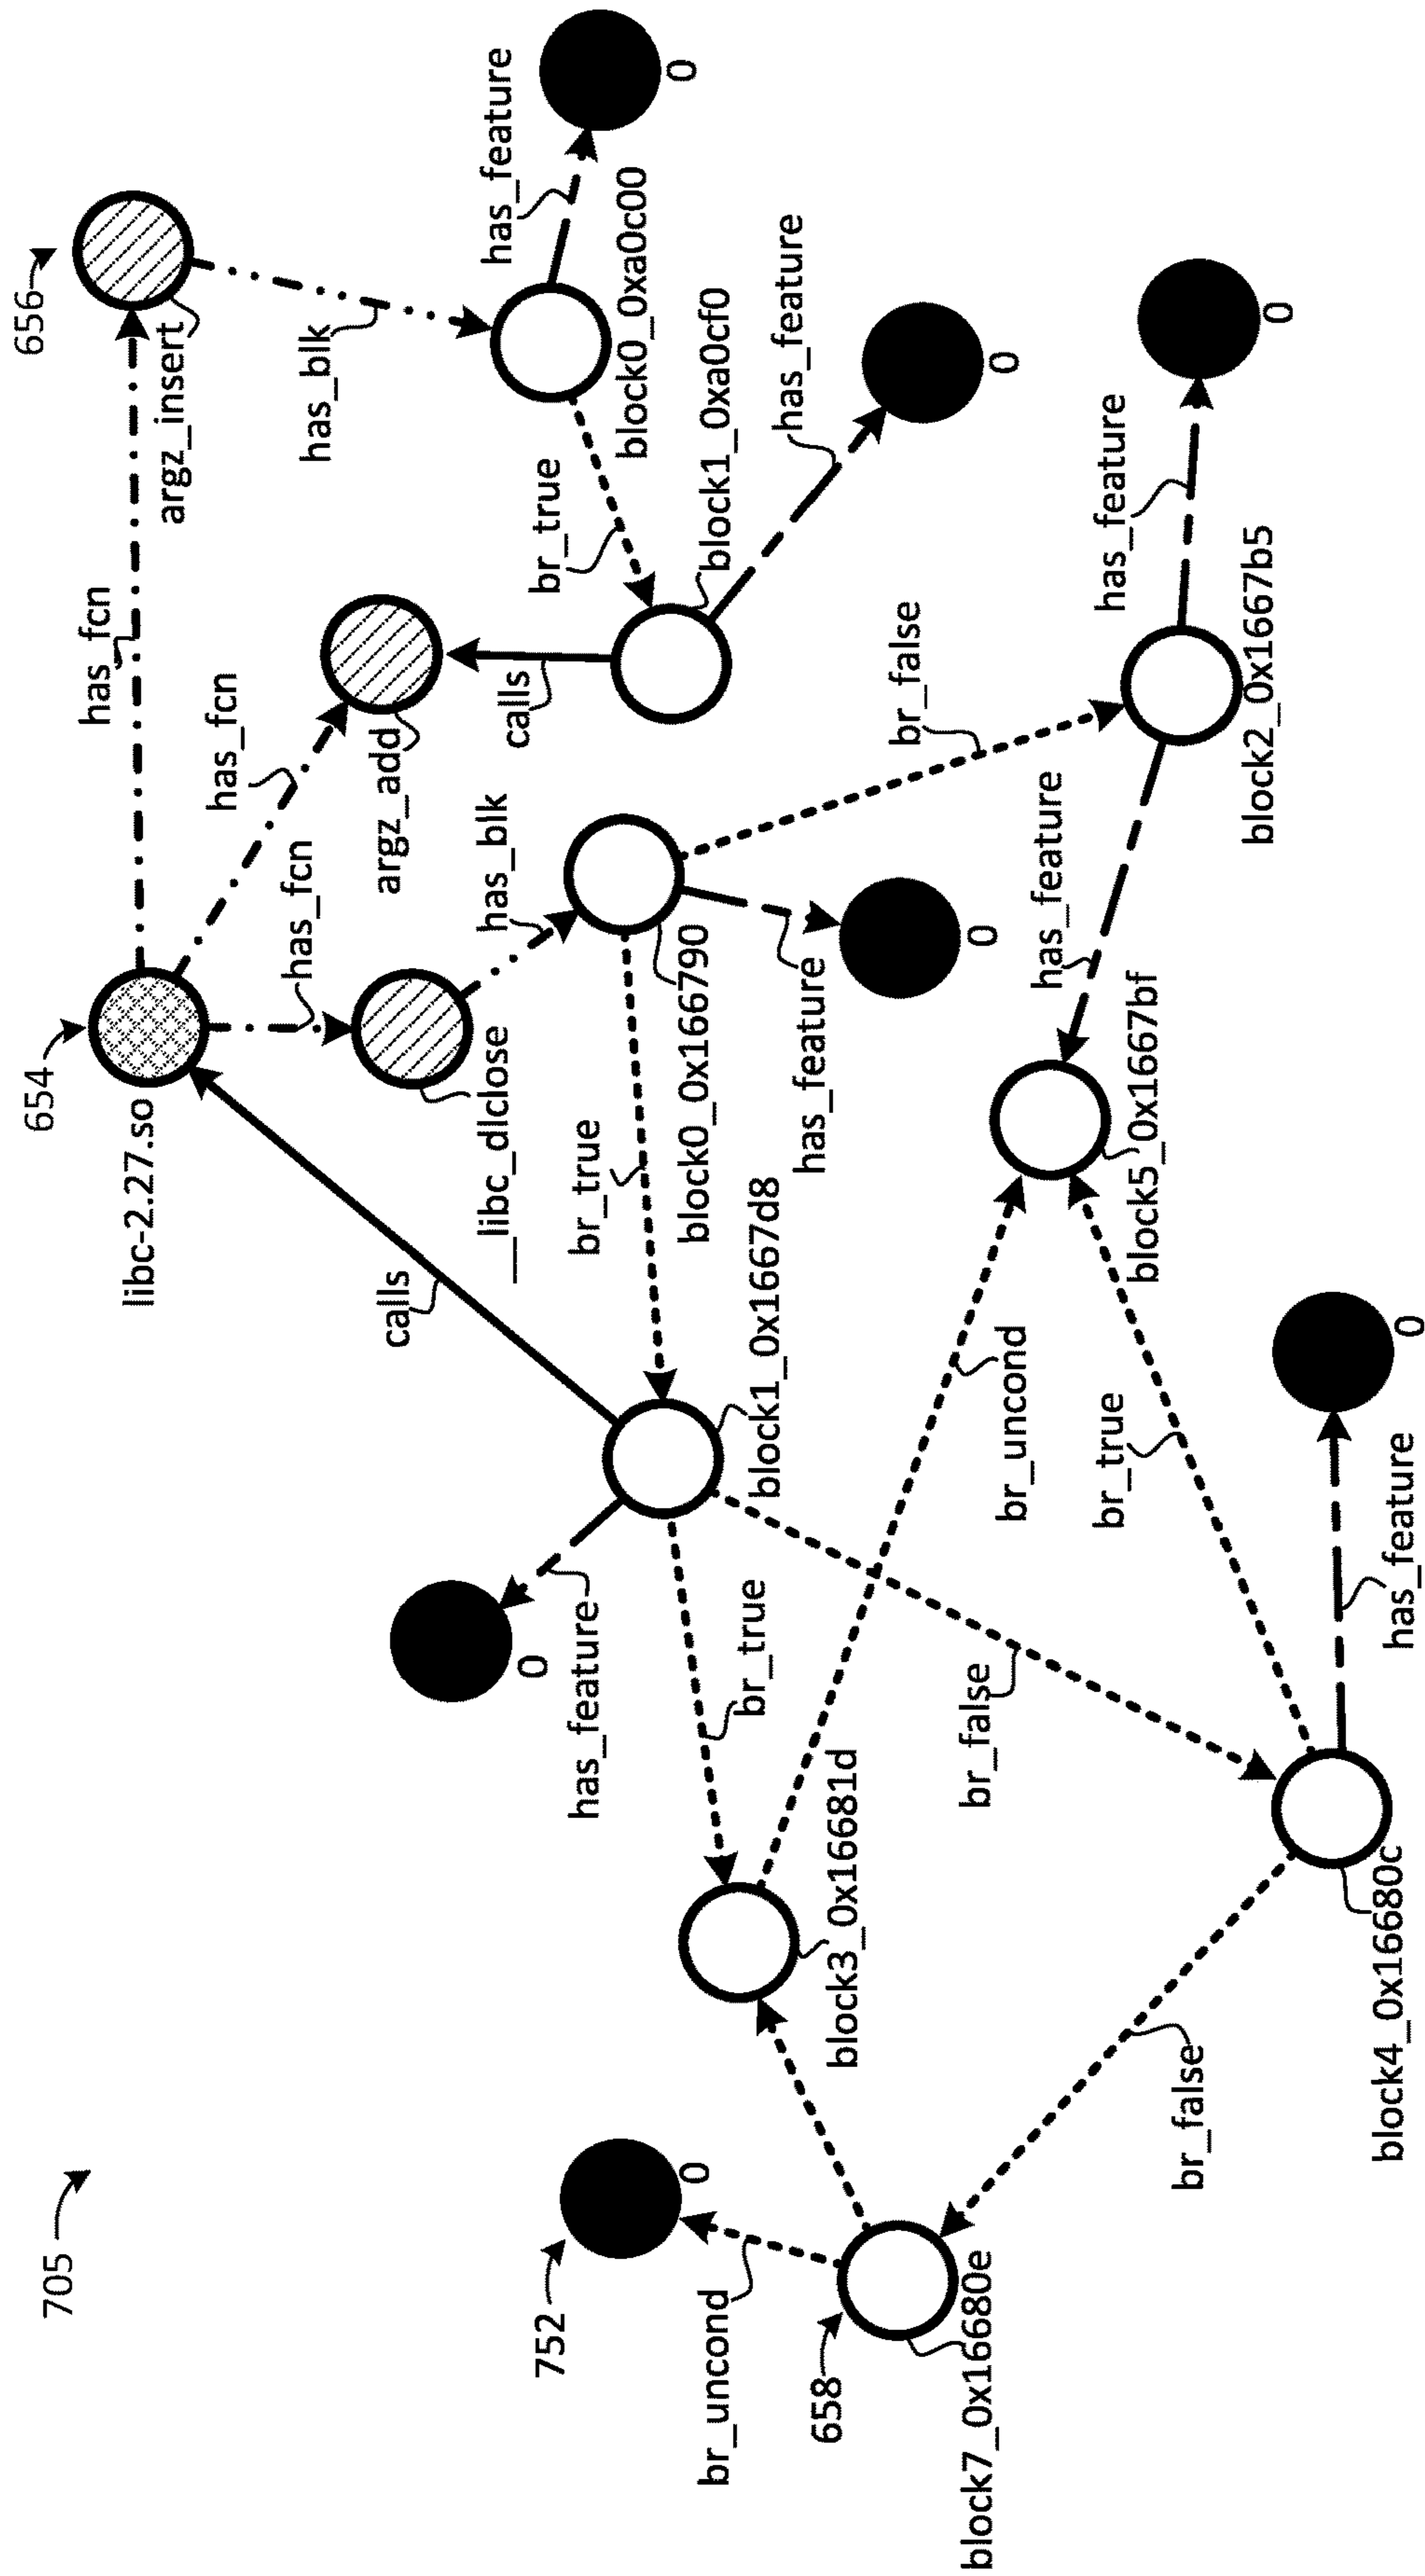 705
654
656
libc-2.27.so
has_fcn
has_fcn
has_fcn
argz_insert
argz_add
__libc_dlclose
calls
has_blk
has_blk
has_feature
0
block0_0xa0c00
br_true
calls
block1_0xa0cf0
has_feature
0
block0_0x166790
br_true
has_feature
0
br_false
block1_0x1667d8
has_feature
0
br_true
br_false
block2_0x1667b5
has_feature
0
has_feature
block5_0x1667bf
br_uncond
br_true
block3_0x16681d
752
0
br_uncond
658
block7_0x16680e
br_false
block4_0x16680c
has_feature
0